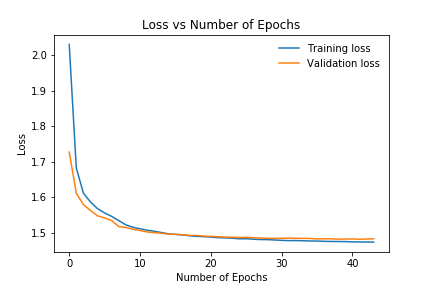 Loss vs Number of Epochs
Training loss
Validation loss
2.0
1.9
1.8
1.7
1.6
1.5
Loss
0 10 20 30 40
Number of Epochs